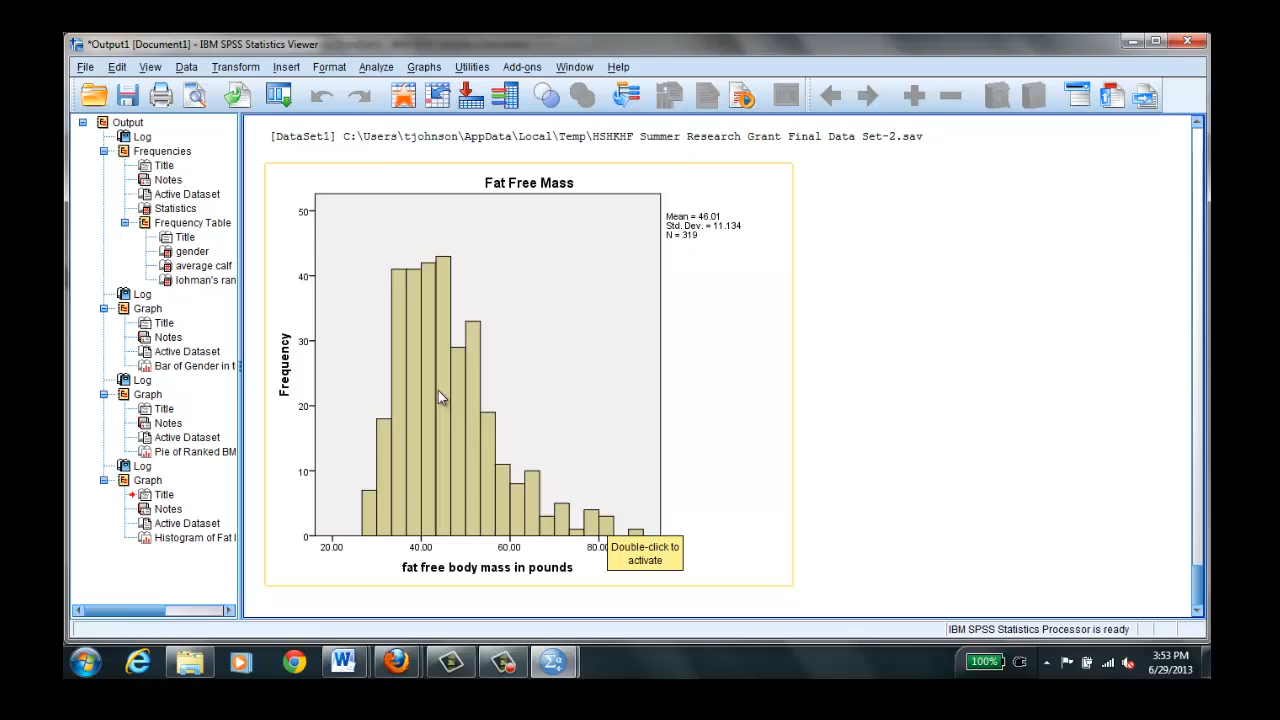 *Output1 [Document1] - IBM SPSS Statistics Viewer
File Edit View Data Transform Insert Format Analyze Graphs Utilities Add-ons Window Help
Output
Log
Frequencies
Title
Notes
Active Dataset
Statistics
Frequency Table
Title
gender
average calf
lohman's ran
Log
Graph
Title
Notes
Active Dataset
Bar of Gender in t
Log
Graph
Title
Notes
Active Dataset
Pie of Ranked BM
Log
Graph
Title
Notes
Active Dataset
Histogram of Fat
[DataSet1] C:\Users\tjohnson\AppData\Local\Temp\HSHKHF Summer Research Grant Final Data Set-2.sav
Fat Free Mass
Mean = 46.01
Std. Dev. = 11.134
N = 319
50
40
30
20
10
0
Frequency
20.00 40.00 60.00 80.00
fat free body mass in pounds
Double-click to
activate
IBM SPSS Statistics Processor is ready
100%
3:53 PM
6/29/2013